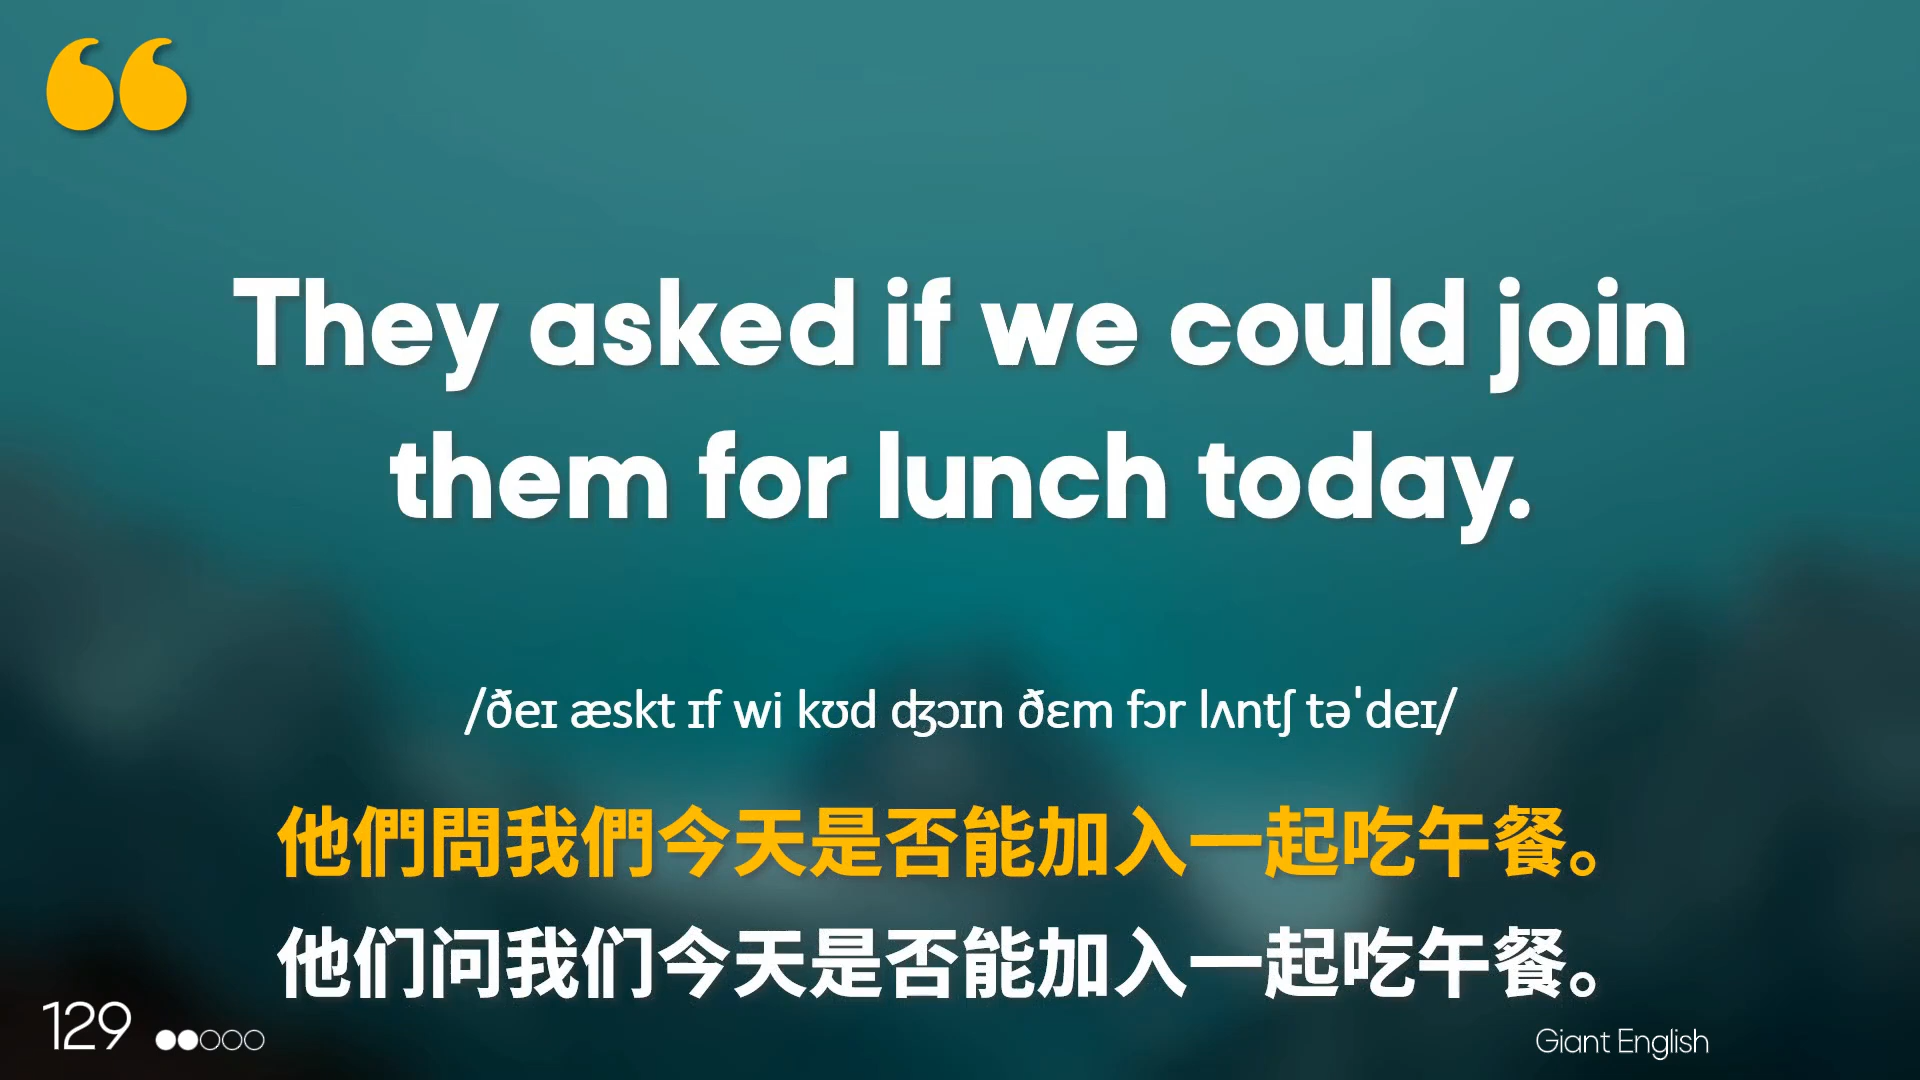 ❝
They asked if we could join
them for lunch today.
/ðeɪ æskt ɪf wi kʊd ʤɔɪn ðɛm fɔr lʌntʃ təˈdeɪ/
他們問我們今天是否能加入一起吃午餐。
他们问我们今天是否能加入一起吃午餐。
129
Giant English